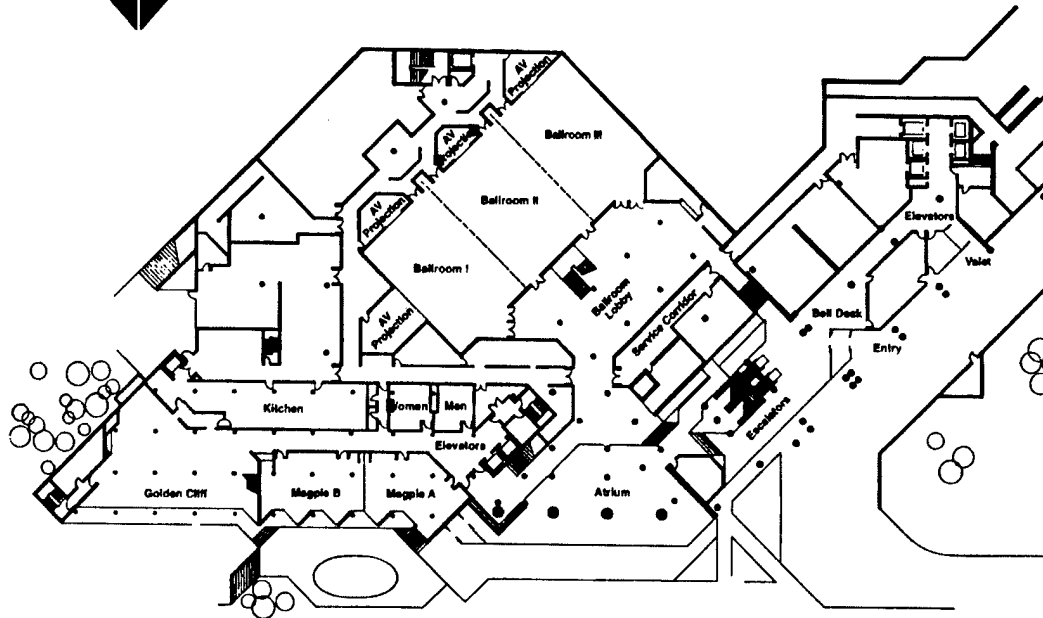 AV
Projection
AV
Projection
Ballroom III
AV
Projection
Ballroom II
Elevators
Valet
Ballroom I
AV
Projection
Ballroom
Lobby
Service Corridor
Bell Desk
Entry
Kitchen
Women
Men
Escalators
Elevators
Golden Cliff
Magpie B
Magpie A
Atrium